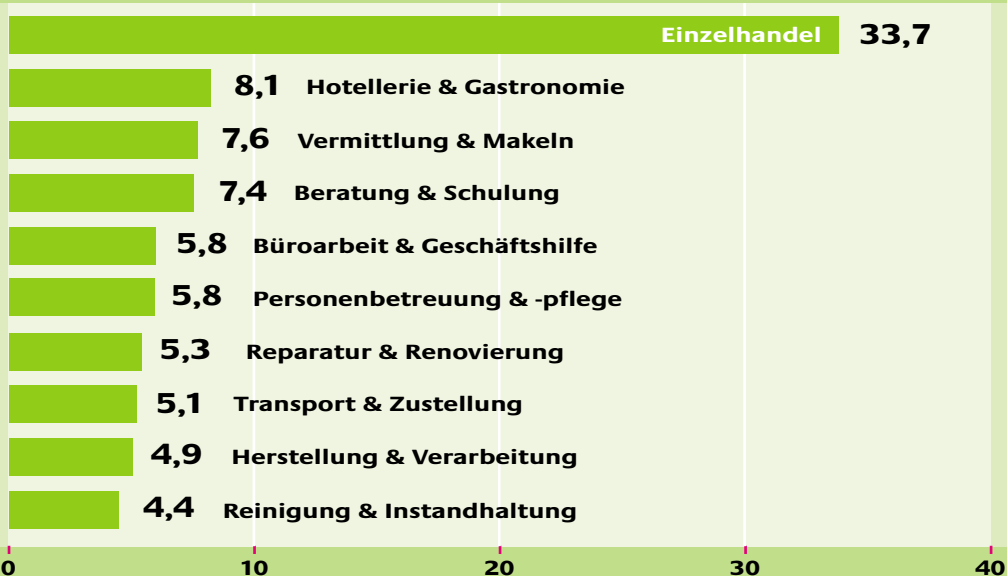 Einzelhandel 33,7
8,1 Hotellerie & Gastronomie
7,6 Vermittlung & Makeln
7,4 Beratung & Schulung
5,8 Büroarbeit & Geschäftshilfe
5,8 Personenbetreuung & -pflege
5,3 Reparatur & Renovierung
5,1 Transport & Zustellung
4,9 Herstellung & Verarbeitung
4,4 Reinigung & Instandhaltung
0 10 20 30 40